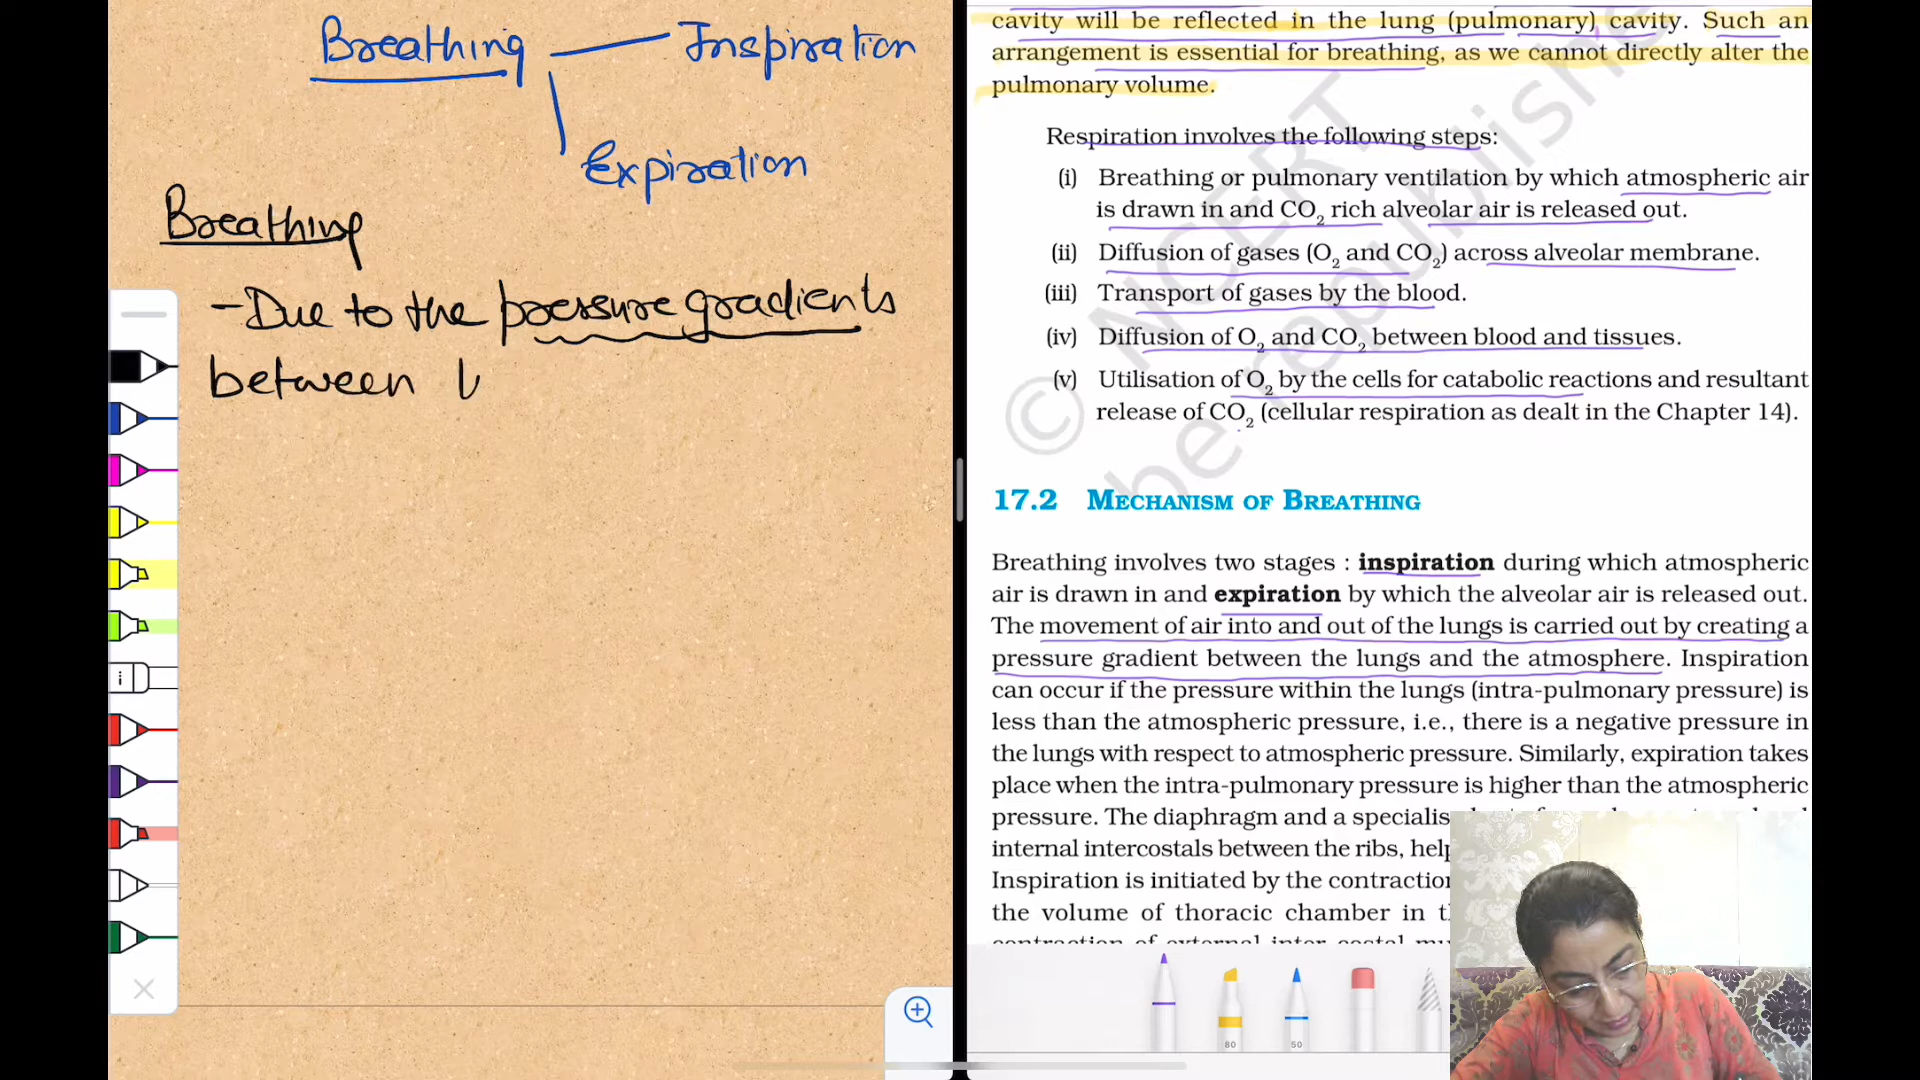 Breathing
Inspiration
Expiration
Breathing
- Due to the pressure gradients
between l
cavity will be reflected in the lung (pulmonary) cavity. Such an
arrangement is essential for breathing, as we cannot directly alter the
pulmonary volume.
Respiration involves the following steps:
(i) Breathing or pulmonary ventilation by which atmospheric air
is drawn in and CO2 rich alveolar air is released out.
(ii) Diffusion of gases (O2 and CO2) across alveolar membrane.
(iii) Transport of gases by the blood.
(iv) Diffusion of O2 and CO2 between blood and tissues.
(v) Utilisation of O2 by the cells for catabolic reactions and resultant
release of CO2 (cellular respiration as dealt in the Chapter 14).
17.2 MECHANISM OF BREATHING
Breathing involves two stages : inspiration during which atmospheric
air is drawn in and expiration by which the alveolar air is released out.
The movement of air into and out of the lungs is carried out by creating a
pressure gradient between the lungs and the atmosphere. Inspiration
can occur if the pressure within the lungs (intra-pulmonary pressure) is
less than the atmospheric pressure, i.e., there is a negative pressure in
the lungs with respect to atmospheric pressure. Similarly, expiration takes
place when the intra-pulmonary pressure is higher than the atmospheric
pressure. The diaphragm and a specialis
internal intercostals between the ribs, help
Inspiration is initiated by the contraction
the volume of thoracic chamber in t
© NCERT
be republishe
80
50